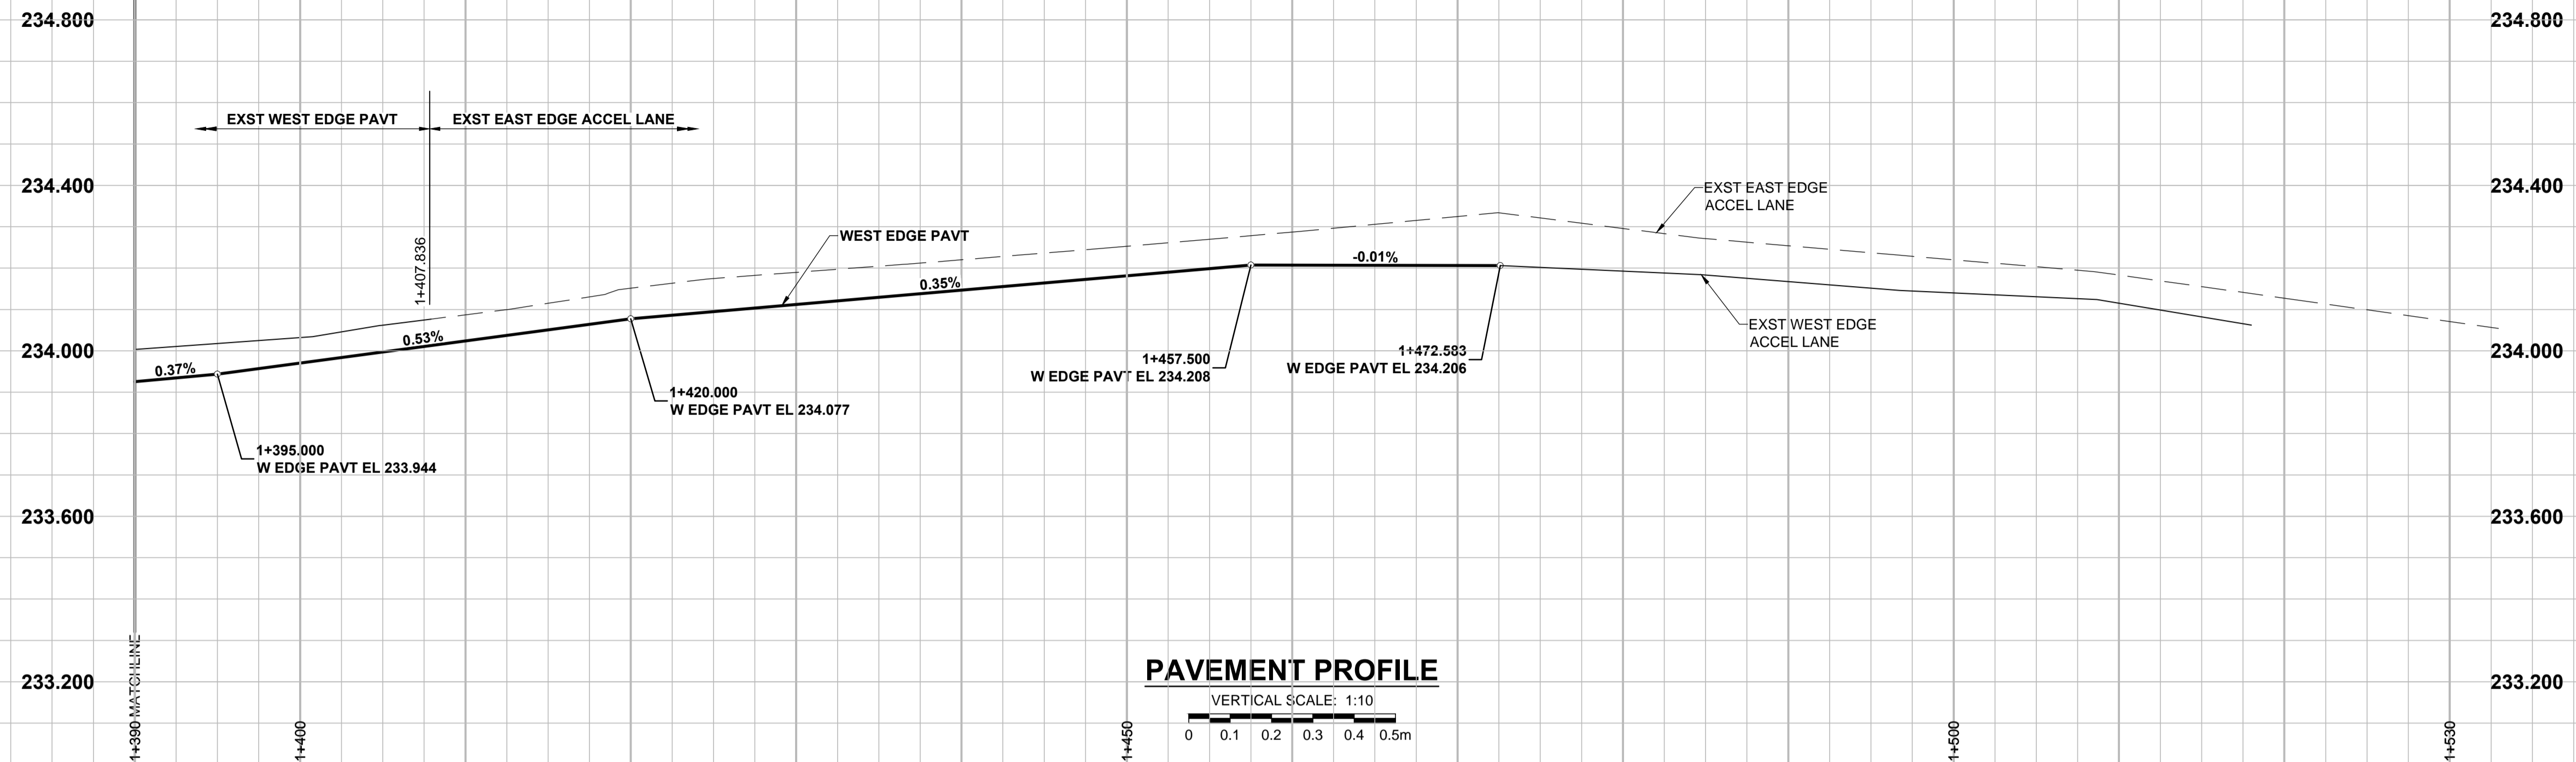 234.800
234.800
EXST WEST EDGE PAVT
EXST EAST EDGE ACCEL LANE
234.400
EXST EAST EDGE
ACCEL LANE
234.400
1+407.836
WEST EDGE PAVT
-0.01%
0.35%
0.53%
0.37%
234.000
EXST WEST EDGE
ACCEL LANE
234.000
1+457.500
W EDGE PAVT EL 234.208
1+472.583
W EDGE PAVT EL 234.206
1+420.000
W EDGE PAVT EL 234.077
1+395.000
W EDGE PAVT EL 233.944
233.600
233.600
233.200
PAVEMENT PROFILE
233.200
VERTICAL SCALE: 1:10
0 0.1 0.2 0.3 0.4 0.5m
1+390 MATCHLINE
1+400
1+450
1+500
1+530